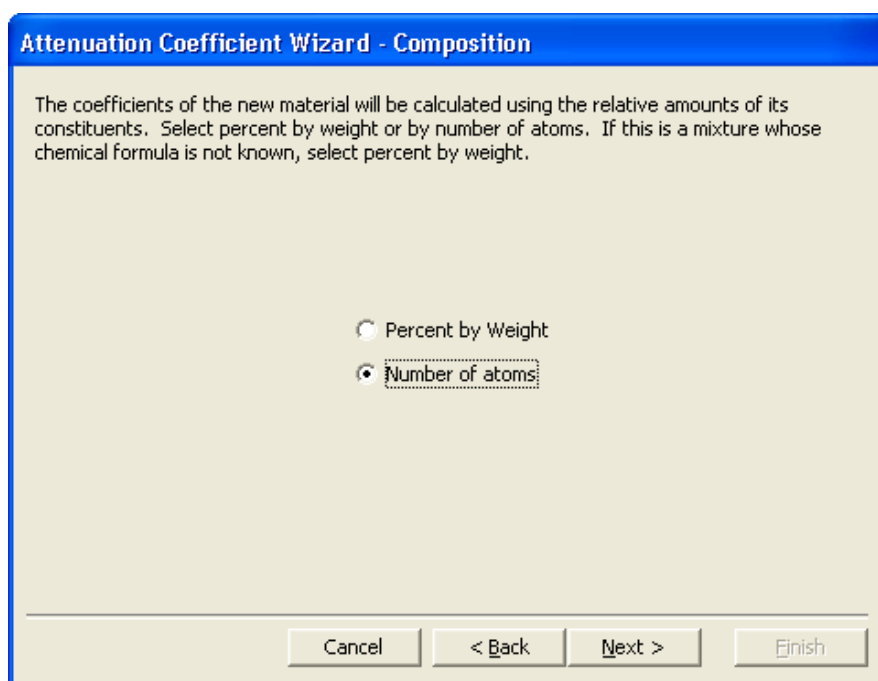 Attenuation Coefficient Wizard - Composition
The coefficients of the new material will be calculated using the relative amounts of its
constituents.  Select percent by weight or by number of atoms.  If this is a mixture whose
chemical formula is not known, select percent by weight.
Percent by Weight
Number of atoms
Cancel < Back Next > Finish